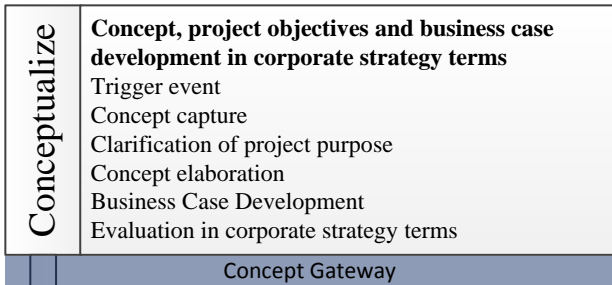 Conceptualize
Concept, project objectives and business case
development in corporate strategy terms
Trigger event
Concept capture
Clarification of project purpose
Concept elaboration
Business Case Development
Evaluation in corporate strategy terms
Concept Gateway